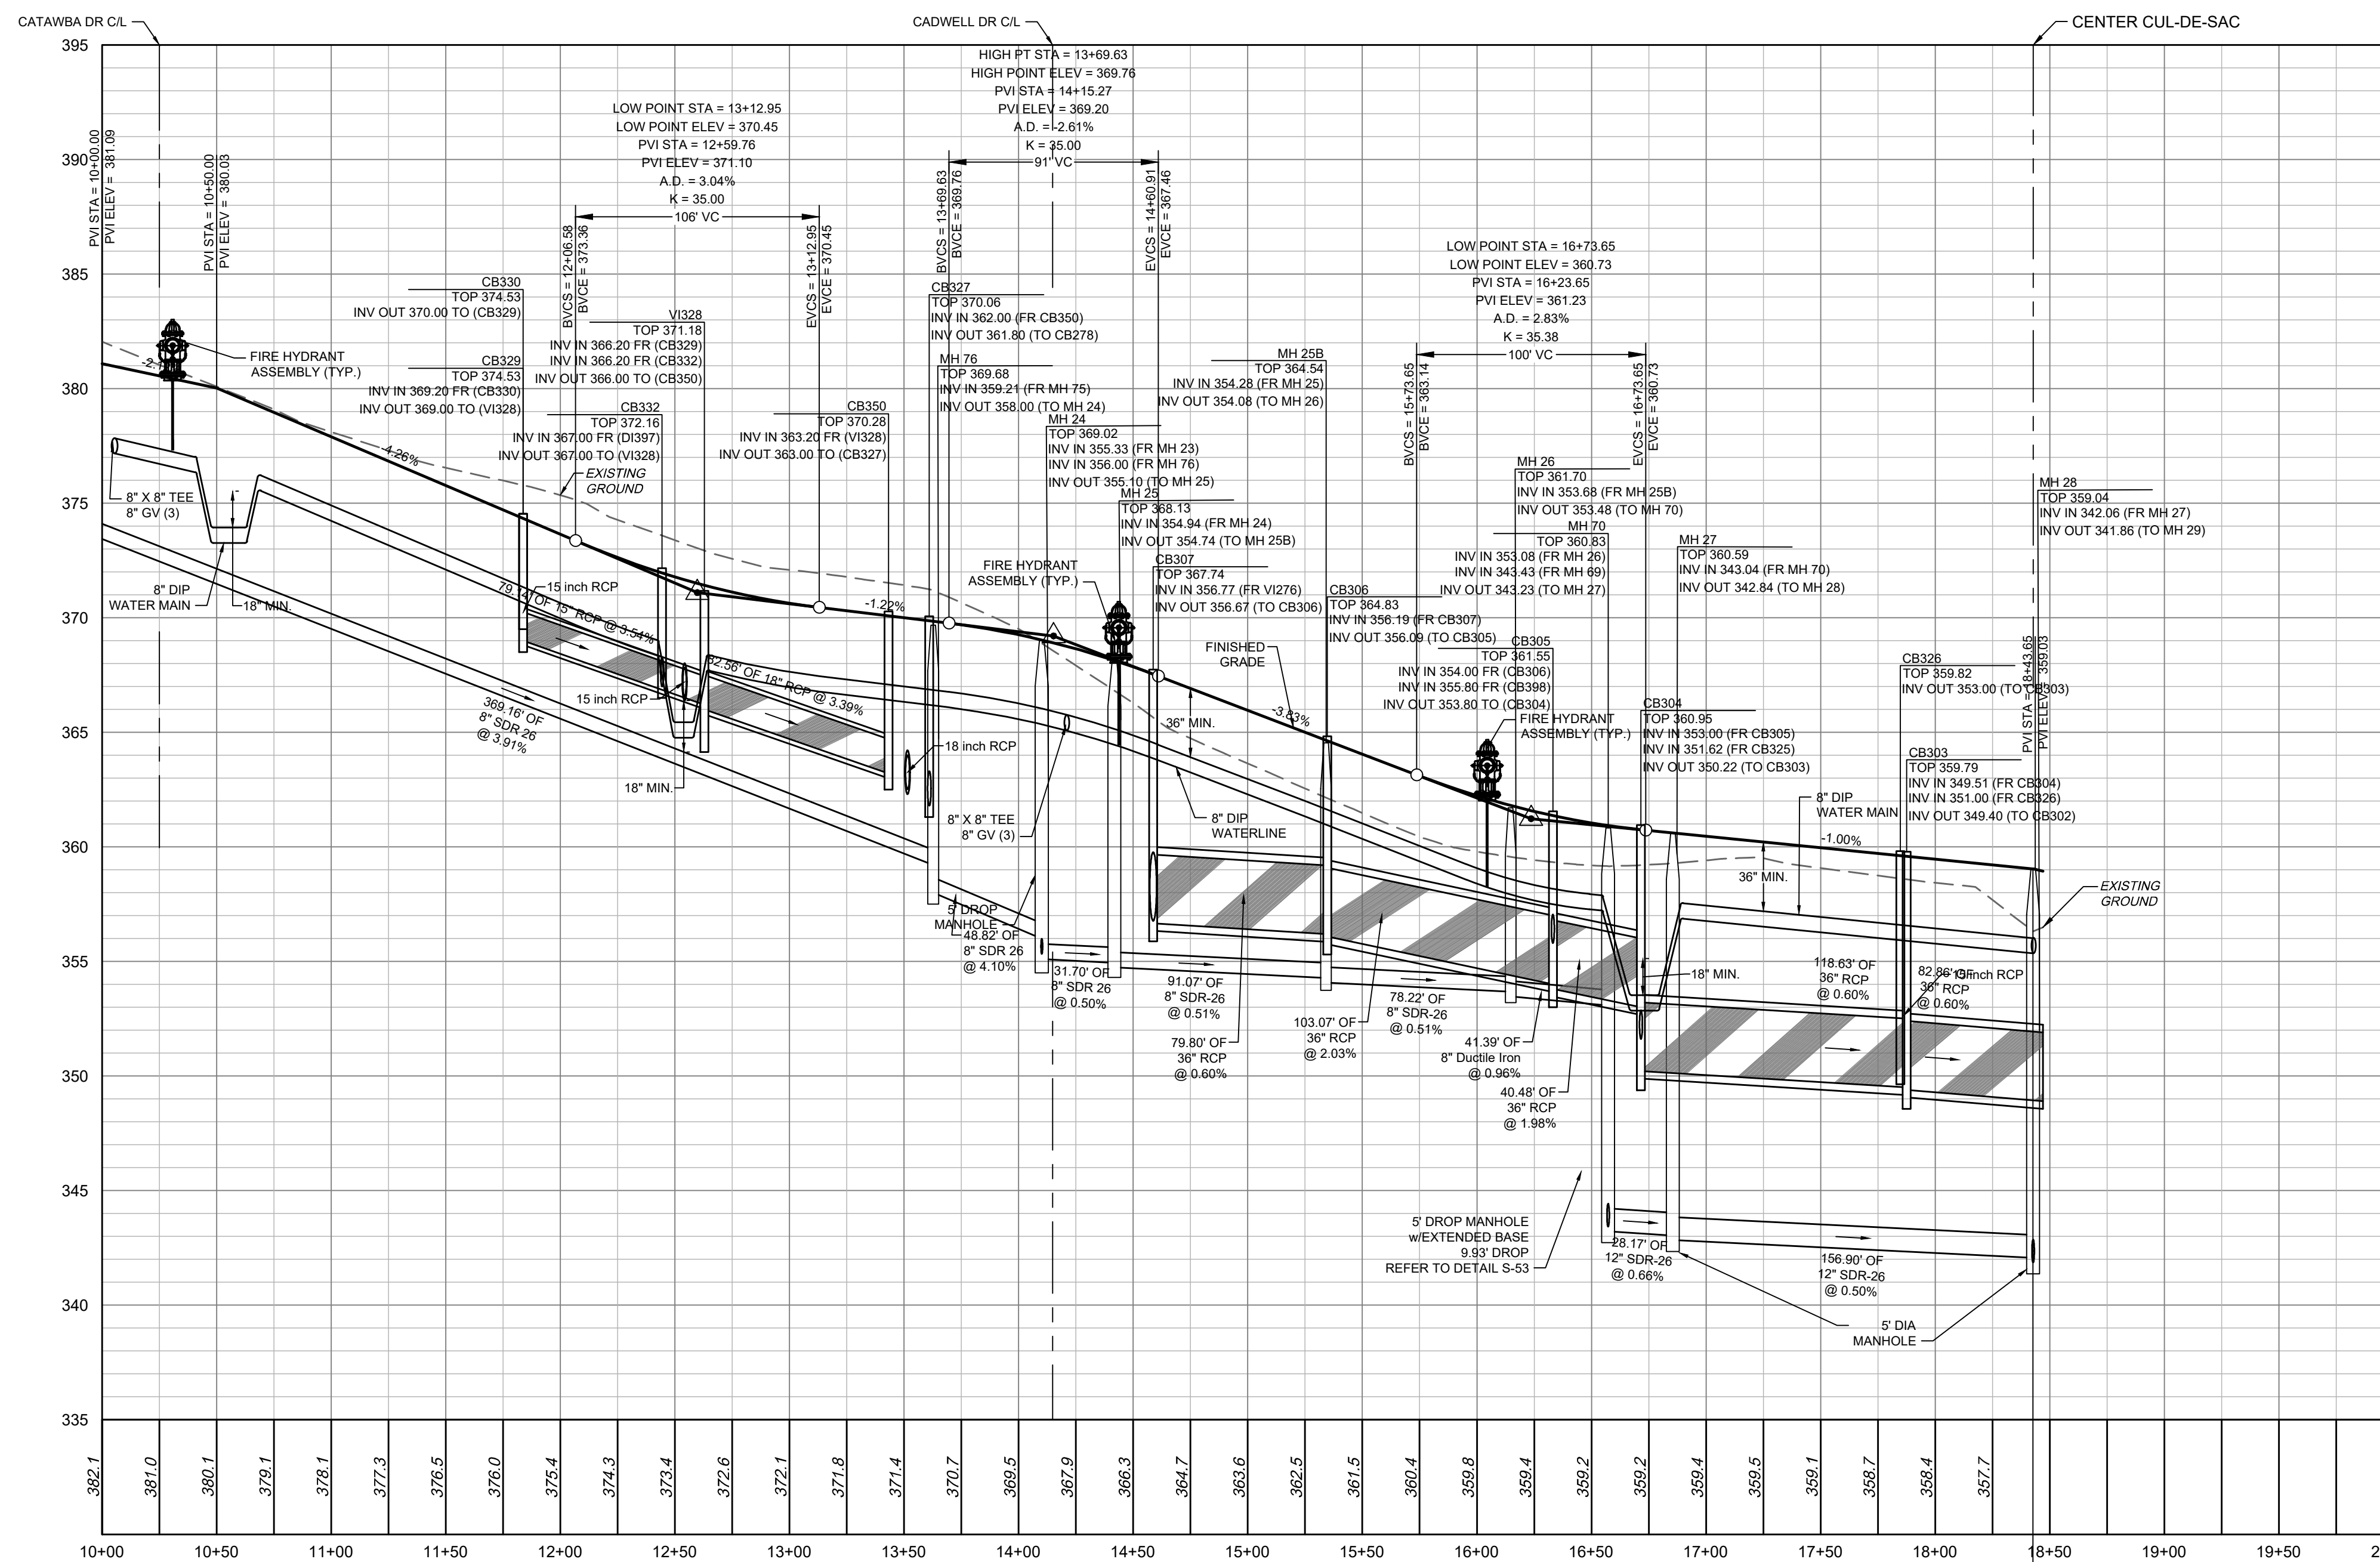 CATAWBA DR C/L
CADWELL DR C/L
CENTER CUL-DE-SAC
395
390
385
380
375
370
365
360
355
350
345
340
335
PVI STA = 10+00.00
PVI ELEV = 381.09
PVI STA = 10+50.00
PVI ELEV = 380.03
LOW POINT STA = 13+12.95
LOW POINT ELEV = 370.45
PVI STA = 12+59.76
PVI ELEV = 371.10
A.D. = 3.04%
K = 35.00
106' VC
BVCS = 12+06.58
BVCE = 373.36
EVCS = 13+12.95
EVCE = 370.45
HIGH PT STA = 13+69.63
HIGH POINT ELEV = 369.76
PVI STA = 14+15.27
PVI ELEV = 369.20
A.D. = -2.61%
K = 35.00
91' VC
BVCS = 13+69.63
BVCE = 369.76
EVCS = 14+60.91
EVCE = 367.46
LOW POINT STA = 16+73.65
LOW POINT ELEV = 360.73
PVI STA = 16+23.65
PVI ELEV = 361.23
A.D. = 2.83%
K = 35.38
100' VC
BVCS = 15+73.65
BVCE = 363.14
EVCS = 16+73.65
EVCE = 360.73
PVI STA = 18+43.65
PVI ELEV = 359.03
CB330
TOP 374.53
INV OUT 370.00 TO (CB329)
CB329
TOP 374.53
INV IN 369.20 FR (CB330)
INV OUT 369.00 TO (VI328)
VI328
TOP 371.18
INV IN 366.20 FR (CB329)
INV IN 366.20 FR (CB332)
INV OUT 366.00 TO (CB350)
CB332
TOP 372.16
INV IN 367.00 FR (DI397)
INV OUT 367.00 TO (VI328)
CB350
TOP 370.28
INV IN 363.20 FR (VI328)
INV OUT 363.00 TO (CB327)
CB327
TOP 370.06
INV IN 362.00 (FR CB350)
INV OUT 361.80 (TO CB278)
MH 76
TOP 369.68
INV IN 359.21 (FR MH 75)
INV OUT 358.00 (TO MH 24)
MH 24
TOP 369.02
INV IN 355.33 (FR MH 23)
INV IN 356.00 (FR MH 76)
INV OUT 355.10 (TO MH 25)
MH 25
TOP 368.13
INV IN 354.94 (FR MH 24)
INV OUT 354.74 (TO MH 25B)
CB307
TOP 367.74
INV IN 356.77 (FR VI276)
INV OUT 356.67 (TO CB306)
MH 25B
TOP 364.54
INV IN 354.28 (FR MH 25)
INV OUT 354.08 (TO MH 26)
CB306
TOP 364.83
INV IN 356.19 (FR CB307)
INV OUT 356.09 (TO CB305)
MH 26
TOP 361.70
INV IN 353.68 (FR MH 25B)
INV OUT 353.48 (TO MH 70)
MH 70
TOP 360.83
INV IN 353.08 (FR MH 26)
INV IN 343.43 (FR MH 69)
INV OUT 343.23 (TO MH 27)
CB305
TOP 361.55
INV IN 354.00 FR (CB306)
INV IN 355.80 FR (CB398)
INV OUT 353.80 TO (CB304)
MH 27
TOP 360.59
INV IN 343.04 (FR MH 70)
INV OUT 342.84 (TO MH 28)
CB304
TOP 360.95
INV IN 353.00 (FR CB305)
INV IN 351.62 (FR CB325)
INV OUT 350.22 (TO CB303)
MH 28
TOP 359.04
INV IN 342.06 (FR MH 27)
INV OUT 341.86 (TO MH 29)
CB326
TOP 359.82
INV OUT 353.00 (TO CB303)
CB303
TOP 359.79
INV IN 349.51 (FR CB304)
INV IN 351.00 (FR CB326)
INV OUT 349.40 (TO CB302)
FIRE HYDRANT
ASSEMBLY (TYP.)
-4.26%
EXISTING
GROUND
8" X 8" TEE
8" GV (3)
8" DIP
WATER MAIN
18" MIN.
15 inch RCP
79.74' OF 15" RCP @ 3.54%
15 inch RCP
82.56' OF 18" RCP @ 3.39%
369.16' OF
8" SDR 26
@ 3.91%
18" MIN.
-1.22%
18 inch RCP
8" X 8" TEE
8" GV (3)
FIRE HYDRANT
ASSEMBLY (TYP.)
36" MIN.
8" DIP
WATERLINE
FINISHED
GRADE
-3.83%
FIRE HYDRANT
ASSEMBLY (TYP.)
5' DROP
MANHOLE
48.82' OF
8" SDR 26
@ 4.10%
31.70' OF
8" SDR 26
@ 0.50%
91.07' OF
8" SDR-26
@ 0.51%
79.80' OF
36" RCP
@ 0.60%
103.07' OF
36" RCP
@ 2.03%
78.22' OF
8" SDR-26
@ 0.51%
41.39' OF
8" Ductile Iron
@ 0.96%
40.48' OF
36" RCP
@ 1.98%
18" MIN.
36" MIN.
8" DIP
WATER MAIN
-1.00%
118.63' OF
36" RCP
@ 0.60%
82.86' OF
36" RCP
@ 0.60%
15 inch RCP
EXISTING
GROUND
5' DROP MANHOLE
w/EXTENDED BASE
9.93' DROP
REFER TO DETAIL S-53
28.17' OF
12" SDR-26
@ 0.66%
156.90' OF
12" SDR-26
@ 0.50%
5' DIA
MANHOLE
382.1
381.0
380.1
379.1
378.1
377.3
376.5
376.0
375.4
374.3
373.4
372.6
372.1
371.8
371.4
370.7
369.5
367.9
366.3
364.7
363.6
362.5
361.5
360.4
359.8
359.4
359.2
359.2
359.4
359.5
359.1
358.7
358.4
357.7
10+00
10+50
11+00
11+50
12+00
12+50
13+00
13+50
14+00
14+50
15+00
15+50
16+00
16+50
17+00
17+50
18+00
18+50
19+00
19+50